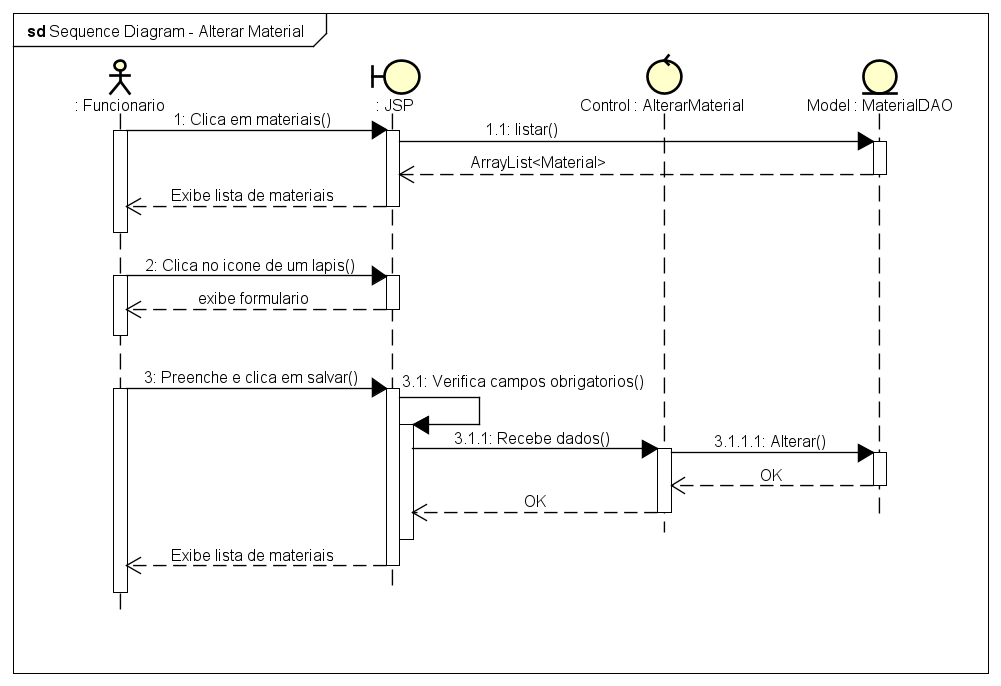 sd Sequence Diagram - Alterar Material
: Funcionario
: JSP
Control : AlterarMaterial
Model : MaterialDAO
1: Clica em materiais()
1.1: listar()
ArrayList<Material>
Exibe lista de materiais
2: Clica no icone de um lapis()
exibe formulario
3: Preenche e clica em salvar()
3.1: Verifica campos obrigatorios()
3.1.1: Recebe dados()
3.1.1.1: Alterar()
OK
OK
Exibe lista de materiais